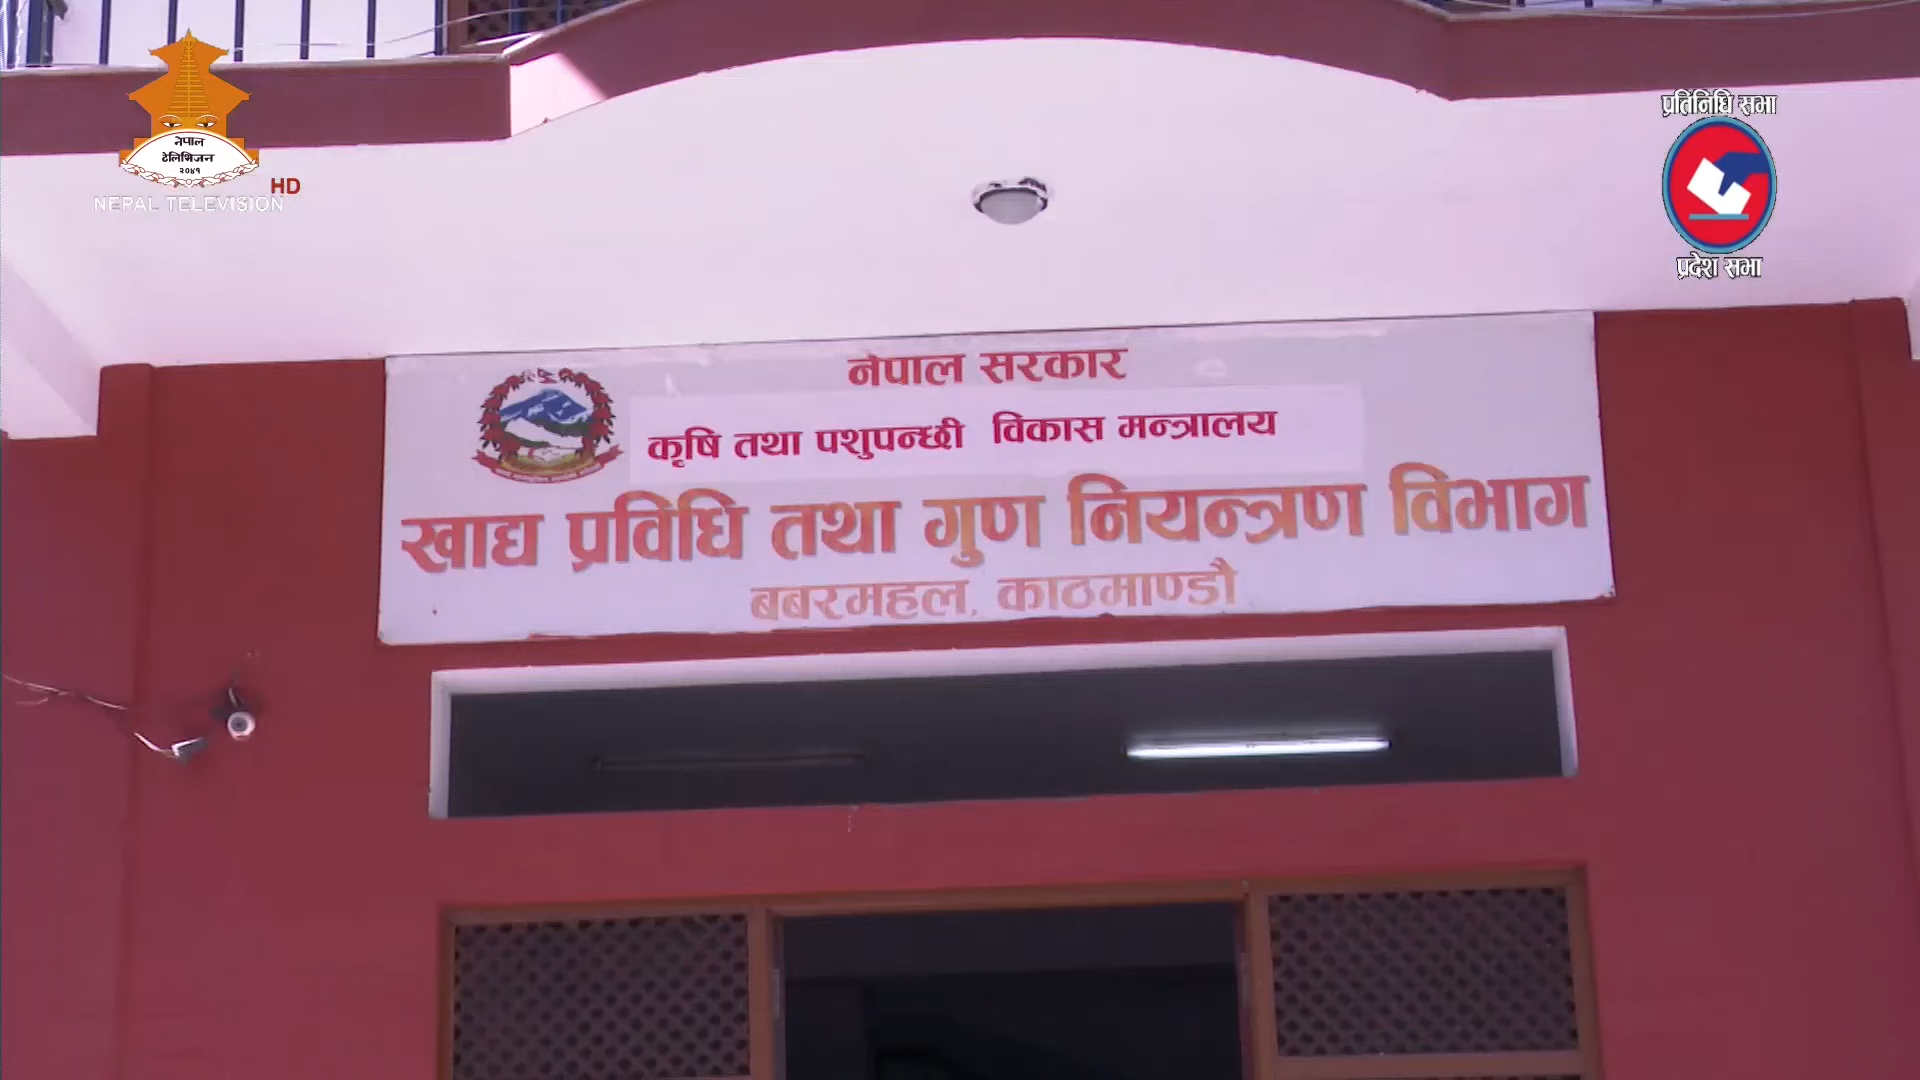 नेपाल
टेलिभिजन
२०४१
HD
NEPAL TELEVISION
प्रतिनिधि सभा
प्रदेश सभा
नेपाल सरकार
कृषि तथा पशुपन्छी विकास मन्त्रालय
खाद्य प्रविधि तथा गुण नियन्त्रण विभाग
बबरमहल, काठमाण्डौ